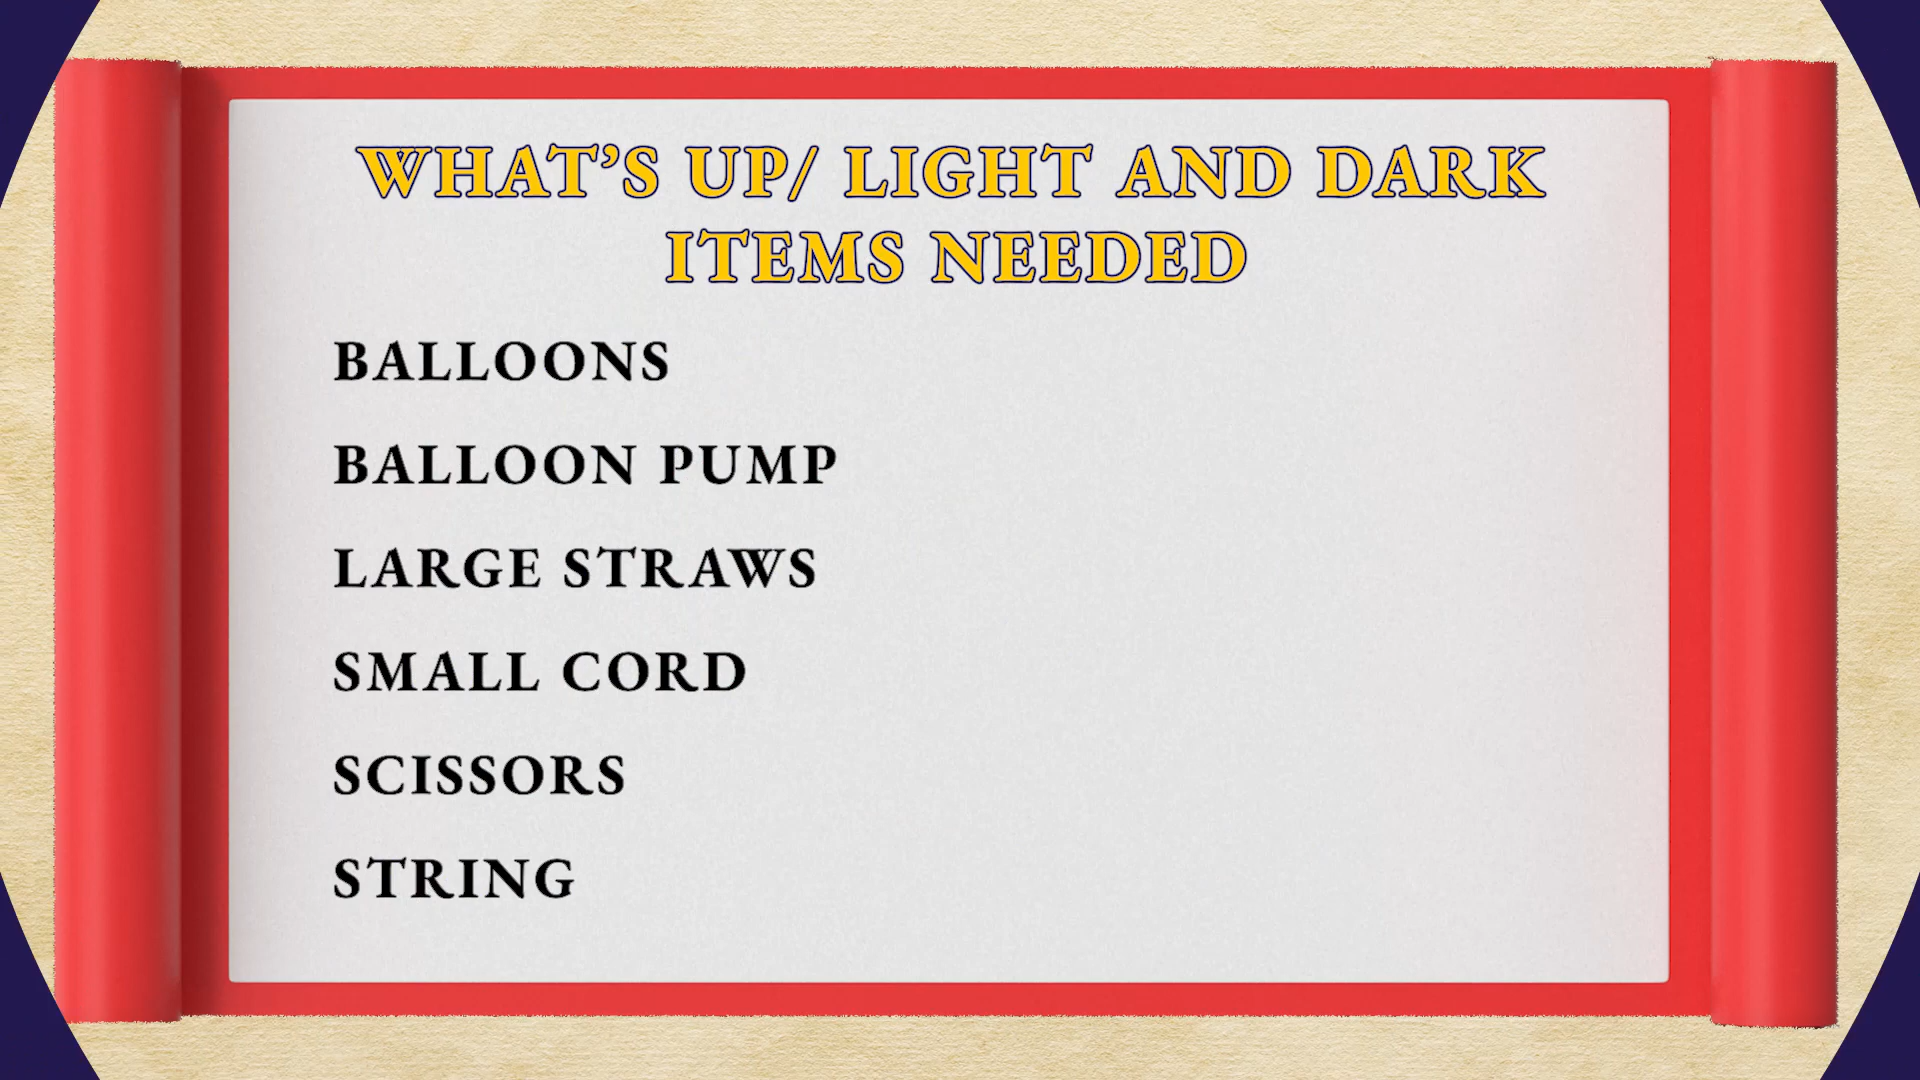 WHAT’S UP/ LIGHT AND DARK
ITEMS NEEDED
BALLOONS
BALLOON PUMP
LARGE STRAWS
SMALL CORD
SCISSORS
STRING